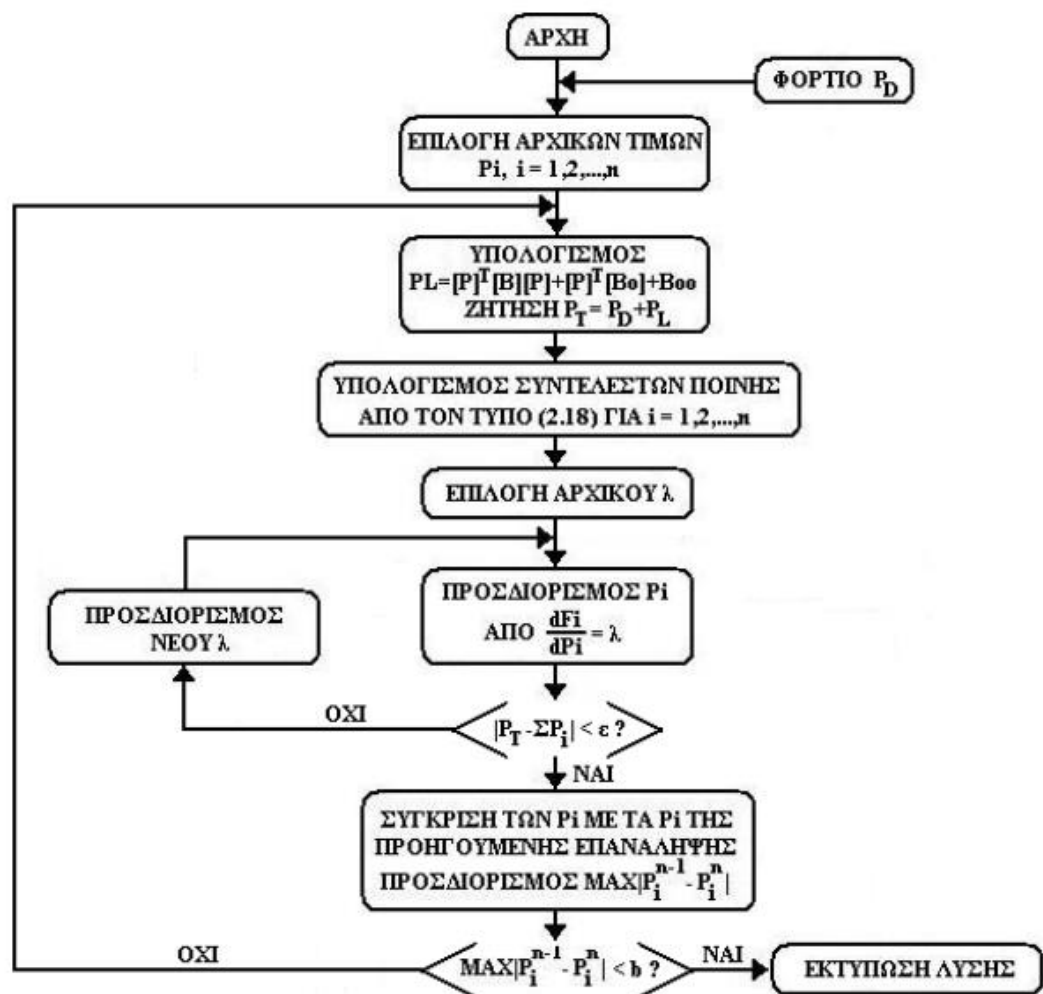 ΑΡΧΗ
ΦΟΡΤΙΟ P_D
ΕΠΙΛΟΓΗ ΑΡΧΙΚΩΝ ΤΙΜΩΝ
Pi, i = 1,2,...,n
ΥΠΟΛΟΓΙΣΜΟΣ
PL=[P]^T[B][P]+[P]^T[Bo]+Boo
ΖΗΤΗΣΗ P_T = P_D+P_L
ΥΠΟΛΟΓΙΣΜΟΣ ΣΥΝΤΕΛΕΣΤΩΝ ΠΟΙΝΗΣ
ΑΠΟ ΤΟΝ ΤΥΠΟ (2.18) ΓΙΑ i = 1,2,...,n
ΕΠΙΛΟΓΗ ΑΡΧΙΚΟΥ λ
ΠΡΟΣΔΙΟΡΙΣΜΟΣ
ΝΕΟΥ λ
ΠΡΟΣΔΙΟΡΙΣΜΟΣ Pi
ΑΠΟ dFi/dPi = λ
ΟΧΙ
|P_T - ΣP_i| < ε ?
ΝΑΙ
ΣΥΓΚΡΙΣΗ ΤΩΝ Pi ΜΕ ΤΑ Pi ΤΗΣ
ΠΡΟΗΓΟΥΜΕΝΗΣ ΕΠΑΝΑΛΗΨΗΣ
ΠΡΟΣΔΙΟΡΙΣΜΟΣ MAX|P_i^{n-1} - P_i^n|
ΟΧΙ
MAX|P_i^{n-1} - P_i^n| < b ?
ΝΑΙ
ΕΚΤΥΠΩΣΗ ΛΥΣΗΣ